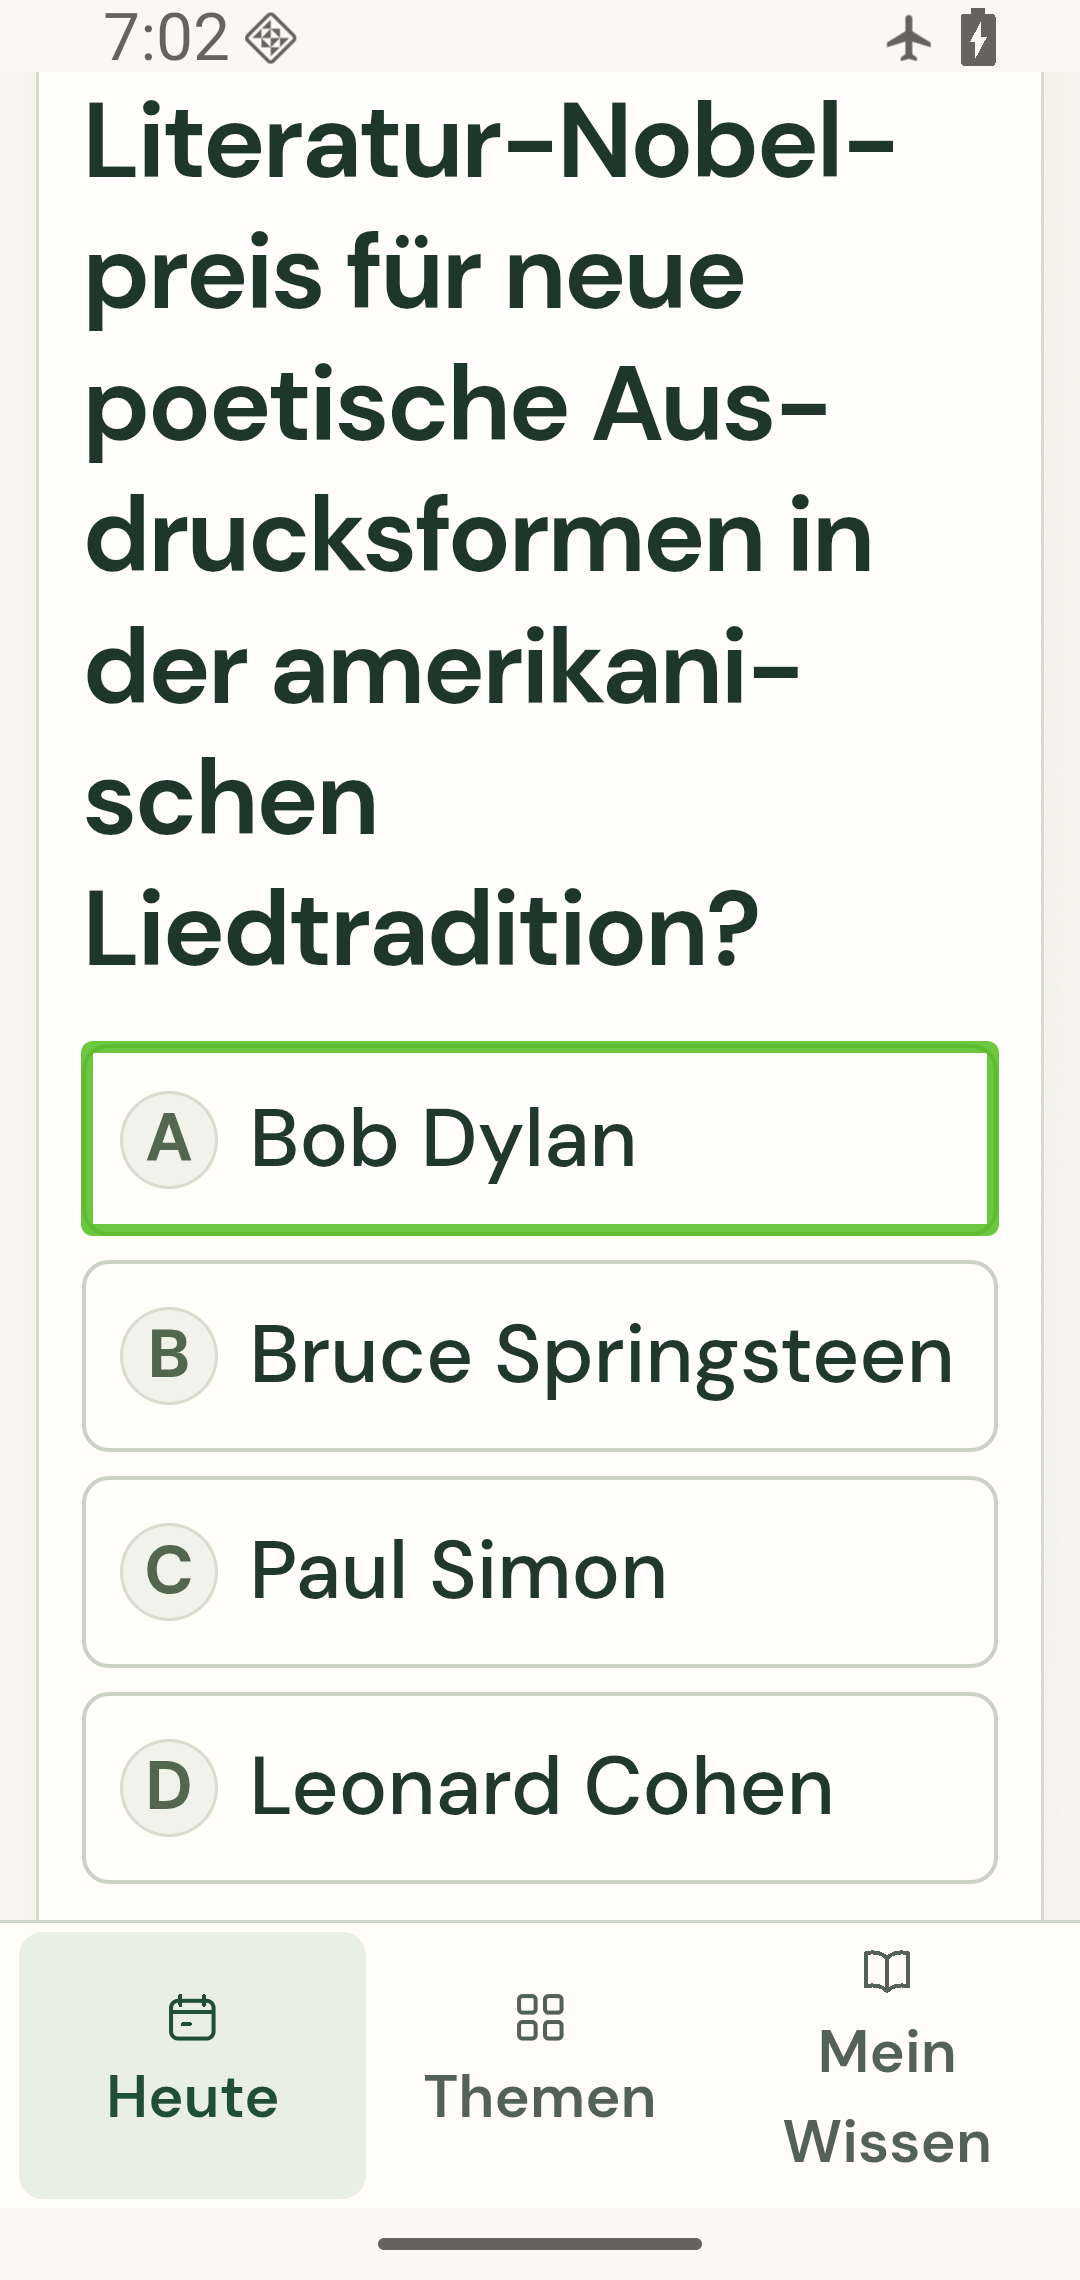 7:02
Literatur-Nobel-
preis für neue
poetische Aus-
drucksformen in
der amerikani-
schen
Liedtradition?
A Bob Dylan
B Bruce Springsteen
C Paul Simon
D Leonard Cohen
Heute
Themen
Mein
Wissen